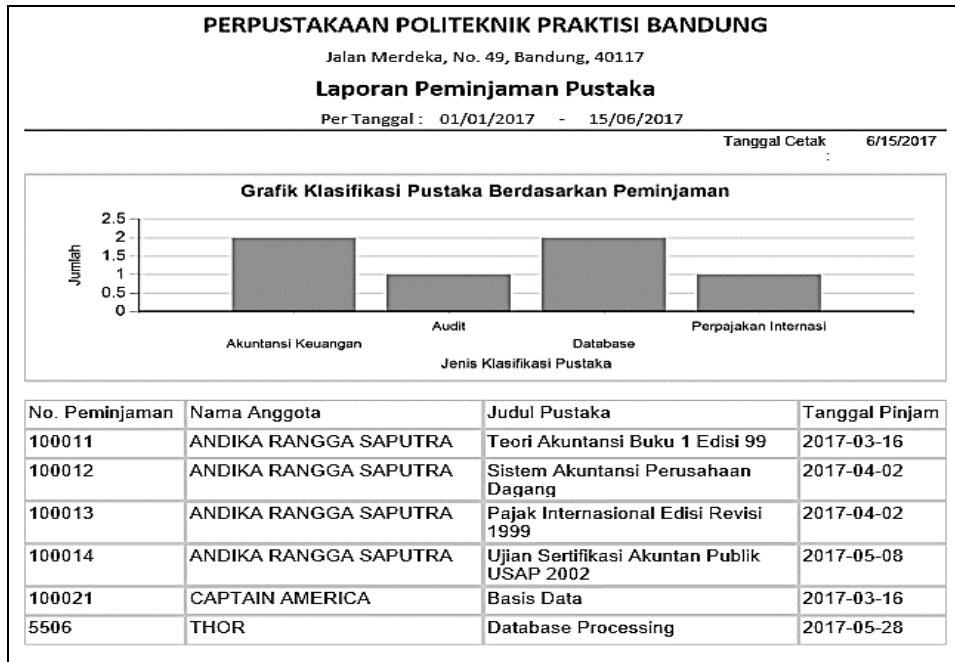 PERPUSTAKAAN POLITEKNIK PRAKTISI BANDUNG
Jalan Merdeka, No. 49, Bandung, 40117
Laporan Peminjaman Pustaka
Per Tanggal : 01/01/2017 - 15/06/2017
Tanggal Cetak : 6/15/2017
Grafik Klasifikasi Pustaka Berdasarkan Peminjaman
Jumlah
2.5
2
1.5
1
0.5
0
Akuntansi Keuangan
Audit
Database
Perpajakan Internasi
Jenis Klasifikasi Pustaka
No. Peminjaman Nama Anggota Judul Pustaka Tanggal Pinjam
100011 ANDIKA RANGGA SAPUTRA Teori Akuntansi Buku 1 Edisi 99 2017-03-16
100012 ANDIKA RANGGA SAPUTRA Sistem Akuntansi Perusahaan 2017-04-02
Dagang
100013 ANDIKA RANGGA SAPUTRA Pajak Internasional Edisi Revisi 2017-04-02
1999
100014 ANDIKA RANGGA SAPUTRA Ujian Sertifikasi Akuntan Publik 2017-05-08
USAP 2002
100021 CAPTAIN AMERICA Basis Data 2017-03-16
5506 THOR Database Processing 2017-05-28